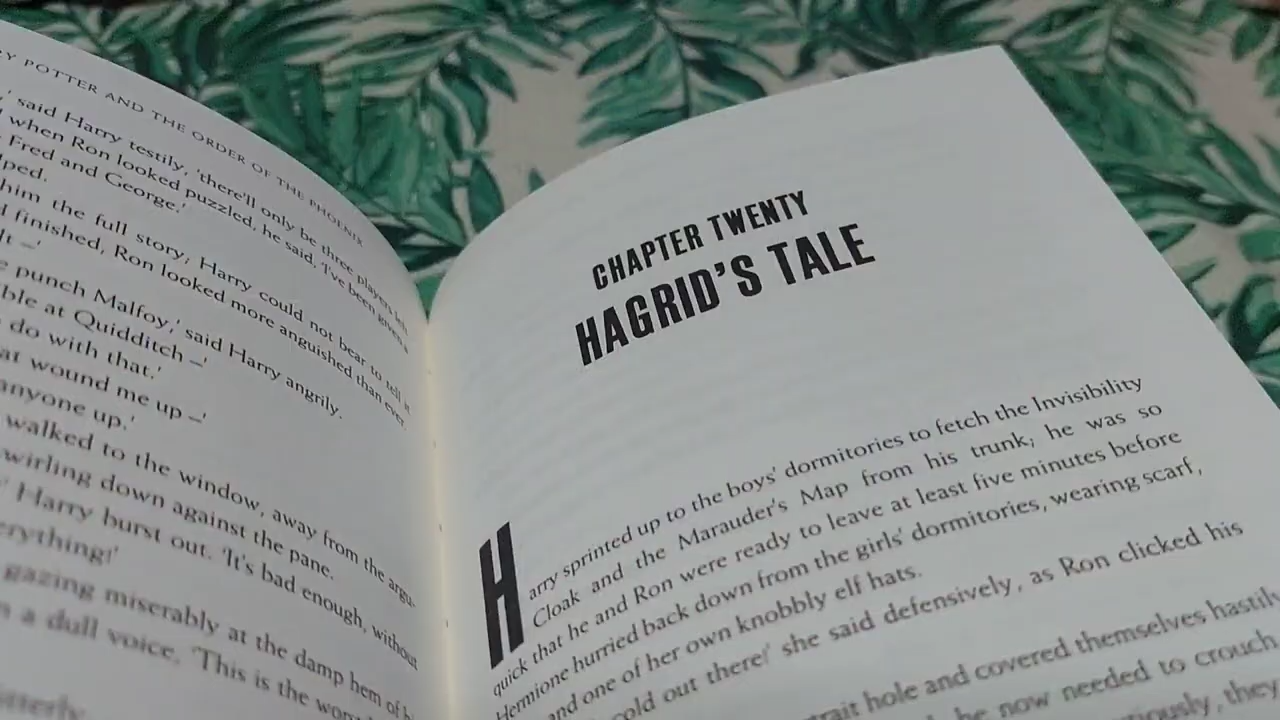 RY POTTER AND THE ORDER OF THE PHOENIX
,' said Harry testily, 'there'll only be three players left
when Ron looked puzzled, he said, 'I've been given a
Fred and George.'
lped.
him the full story; Harry could not bear to tell it
finished, Ron looked more anguished than ever.
lt –'
e punch Malfoy,' said Harry angrily.
ble at Quidditch –'
do with that.'
at wound me up –'
anyone up.'
walked to the window, away from the argu-
wirling down against the pane.
' Harry burst out. 'It's bad enough, without
erything!'
gazing miserably at the damp hem of
n a dull voice. 'This is the
itterly.
CHAPTER TWENTY
HAGRID'S TALE
Harry sprinted up to the boys' dormitories to fetch the Invisibility
Cloak and the Marauder's Map from his trunk; he was so
quick that he and Ron were ready to leave at least five minutes before
Hermione hurried back down from the girls' dormitories, wearing scarf,
and one of her own knobbly elf hats.
cold out there!' she said defensively, as Ron clicked his
trait hole and covered themselves hastily
he now needed to crouch
iously, they